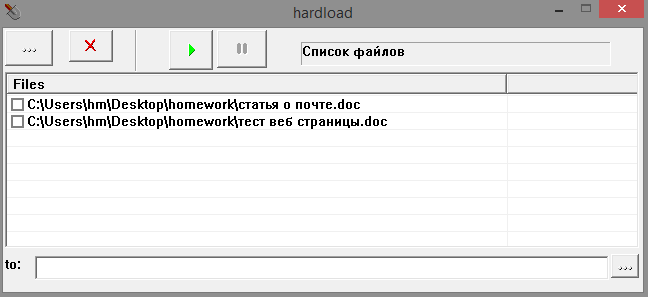 hardload
...
Список файлов
Files
C:\Users\hm\Desktop\homework\статья о почте.doc
C:\Users\hm\Desktop\homework\тест веб страницы.doc
to:
...